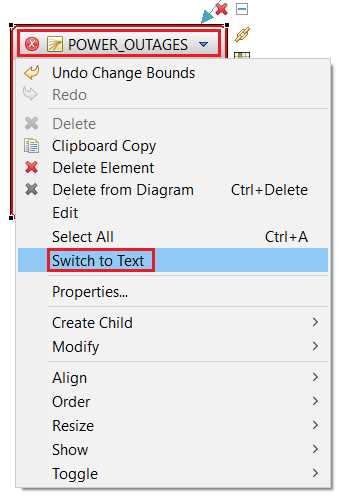 POWER_OUTAGES
Undo Change Bounds
Redo
Delete
Clipboard Copy
Delete Element
Delete from Diagram Ctrl+Delete
Edit
Select All Ctrl+A
Switch to Text
Properties...
Create Child
Modify
Align
Order
Resize
Show
Toggle